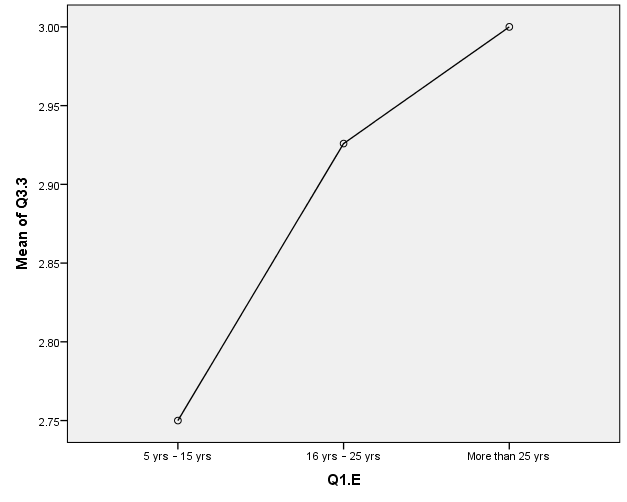 3.00
2.95
2.90
2.85
2.80
2.75
Mean of Q3.3
5 yrs - 15 yrs
16 yrs - 25 yrs
More than 25 yrs
Q1.E